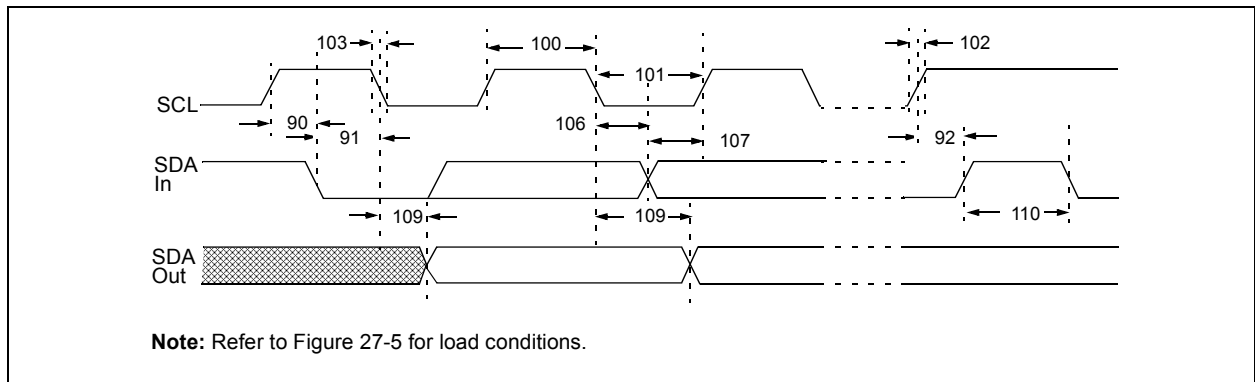 103
100
101
102
SCL
90
91
106
107
92
SDA
In
109
109
110
SDA
Out
Note: Refer to Figure 27-5 for load conditions.